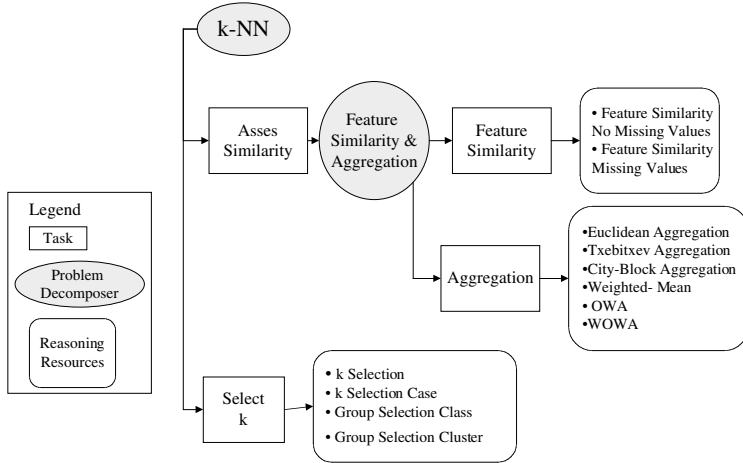 k-NN
Asses
Similarity
Feature
Similarity &
Aggregation
Feature
Similarity
• Feature Similarity
No Missing Values
• Feature Similarity
Missing Values
Aggregation
•Euclidean Aggregation
•Txebitxev Aggregation
•City-Block Aggregation
•Weighted- Mean
• OWA
•WOWA
Select
k
• k Selection
• k Selection Case
• Group Selection Class
• Group Selection Cluster
Legend
Task
Problem
Decomposer
Reasoning
Resources